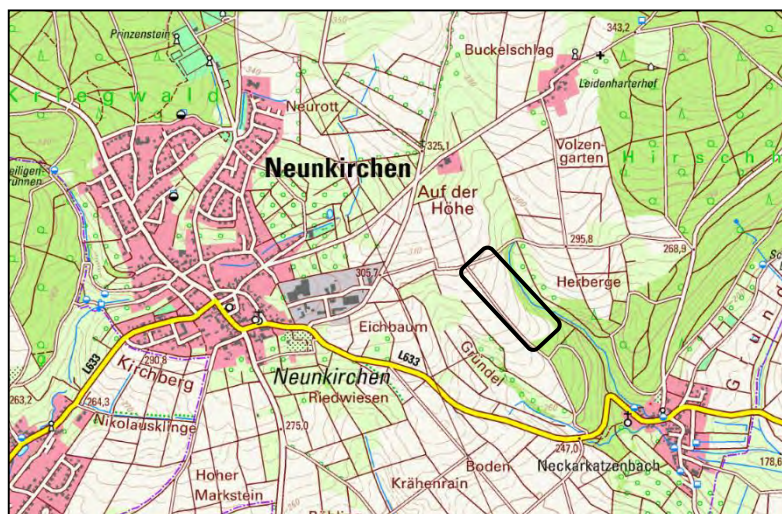 Prinzenstein
Buckelschlag
343,2
Leidenharterhof
Kriegwald
Neurott
325,1
Volzen-
garten
Neunkirchen
Auf der
Höhe
295,8
268,9
305,7
Herberge
Eichbaum
L633
L633
Gründel
Kirchberg
290,8
Neunkirchen
Riedwiesen
263,2
264,3
Nikolausklinge
275,0
247,0
Neckarkatzenbach
178,6
Hoher
Markstein
Boden
Krähenrain